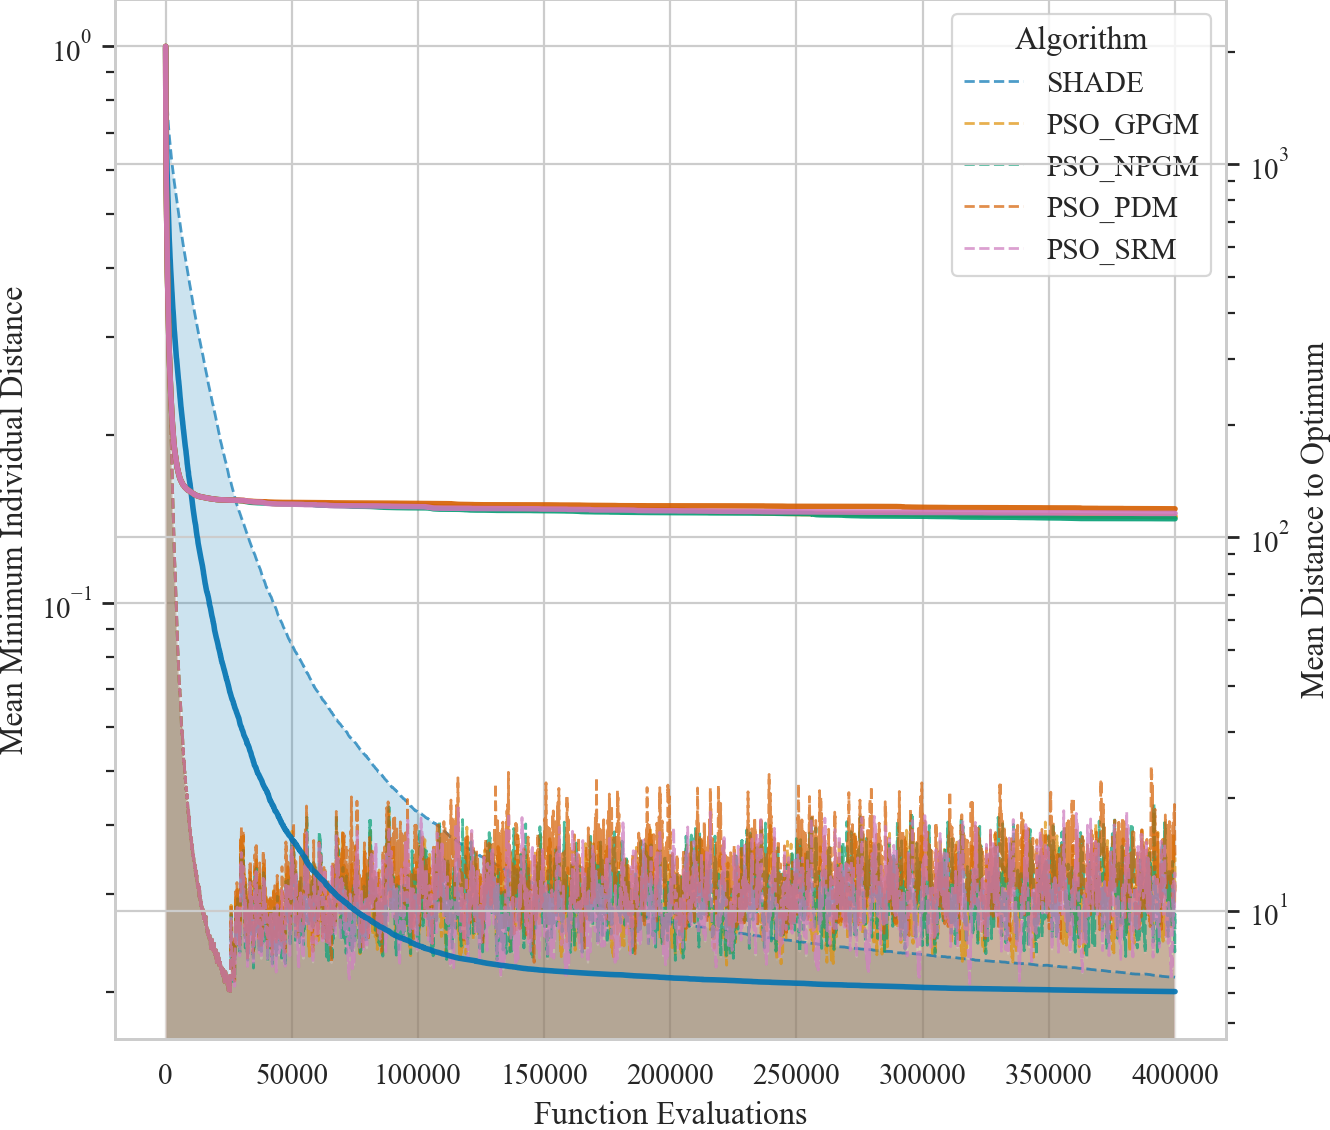 Algorithm
SHADE
PSO_GPGM
PSO_NPGM
PSO_PDM
PSO_SRM
10^0
10^−1
Mean Minimum Individual Distance
10^3
10^2
10^1
Mean Distance to Optimum
0 50000 100000 150000 200000 250000 300000 350000 400000
Function Evaluations